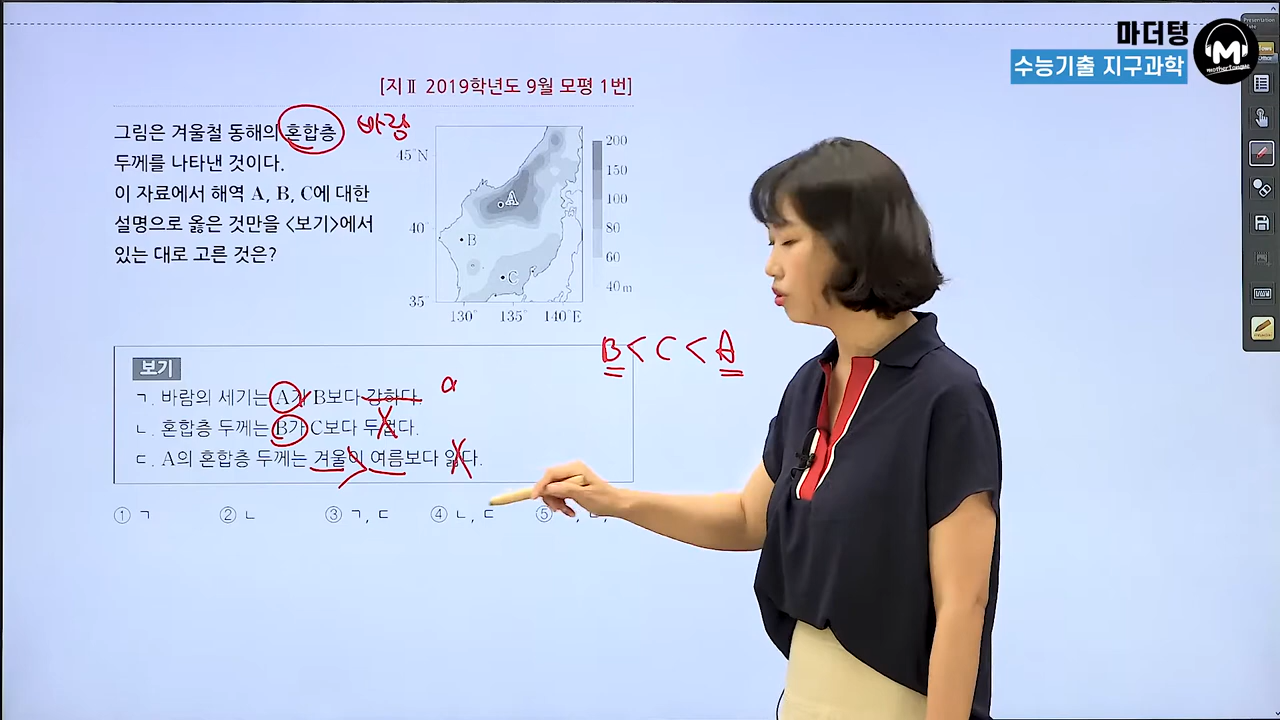 마더텅
수능기출 지구과학
M
mothertongue
[지Ⅱ 2019학년도 9월 모평 1번]
그림은 겨울철 동해의 혼합층
두께를 나타낸 것이다.
이 자료에서 해역 A, B, C에 대한
설명으로 옳은 것만을 <보기>에서
있는 대로 고른 것은?
바람
45°N
40°
35°
130°
135°
140°E
A
B
C
200
150
100
80
60
40 m
B < C < A
보기
ㄱ. 바람의 세기는 A가 B보다 강하다.
ㄴ. 혼합층 두께는 B가 C보다 두껍다.
ㄷ. A의 혼합층 두께는 겨울이 여름보다 얇다.
① ㄱ
② ㄴ
③ ㄱ, ㄷ
④ ㄴ, ㄷ
⑤